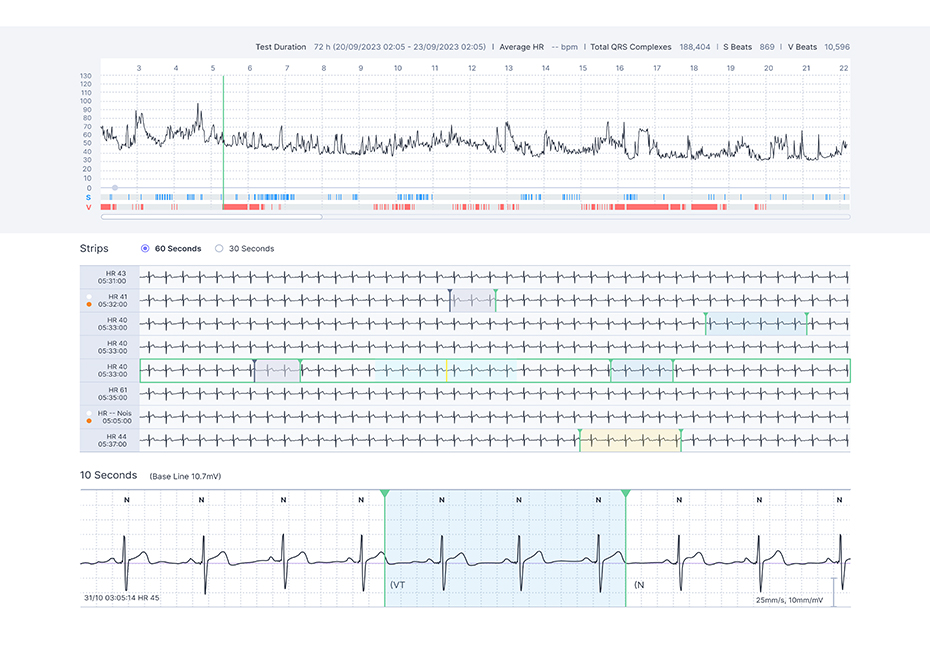 Test Duration 72 h (20/09/2023 02:05 - 23/09/2023 02:05) | Average HR -- bpm | Total QRS Complexes 188,404 | S Beats 869 | V Beats 10,596
3 4 5 6 7 8 9 10 11 12 13 14 15 16 17 18 19 20 21 22
130
120
110
100
90
80
70
60
50
40
30
20
10
0
S
V
Strips 60 Seconds 30 Seconds
HR 43
05:31:00
HR 41
05:32:00
HR 40
05:33:00
HR 40
05:33:00
HR 40
05:33:00
HR 61
05:35:00
HR -- Nois
05:05:00
HR 44
05:37:00
10 Seconds (Base Line 10.7mV)
N N N N N N N N N N
(VT (N
31/10 03:05:14 HR 45 25mm/s, 10mm/mV